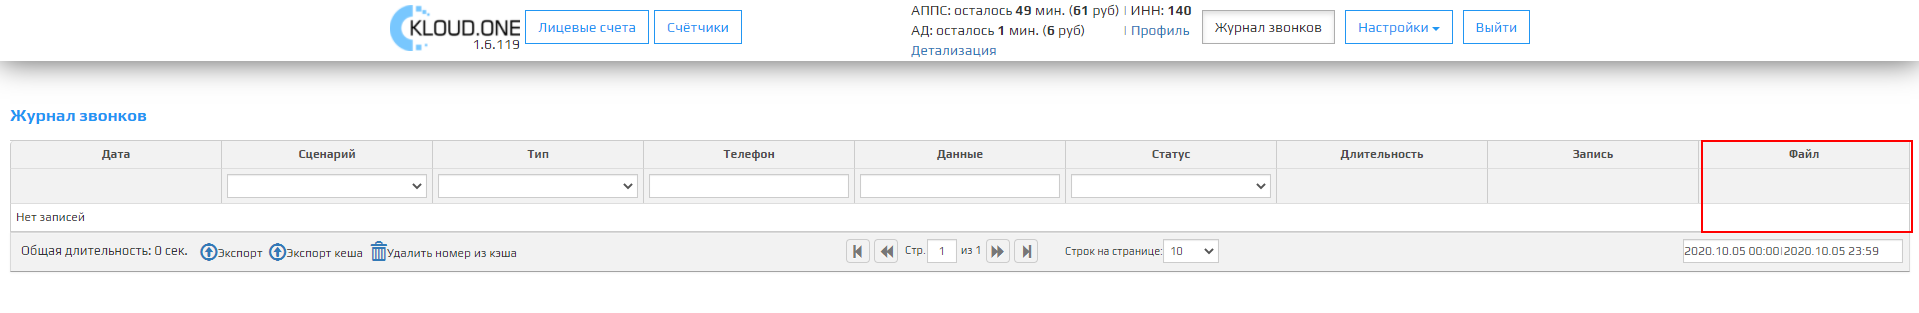 KLOUD.ONE
1.6.119
Лицевые счета
Счётчики
АППС: осталось 49 мин. (61 руб) | ИНН: 140
АД: осталось 1 мин. (6 руб) | Профиль
Детализация
Журнал звонков
Настройки
Выйти
Журнал звонков
Дата Сценарий Тип Телефон Данные Статус Длительность Запись Файл
Нет записей
Общая длительность: 0 сек. Экспорт Экспорт кеша Удалить номер из кэша Стр. 1 из 1 Строк на странице: 10 2020.10.05 00:00|2020.10.05 23:59